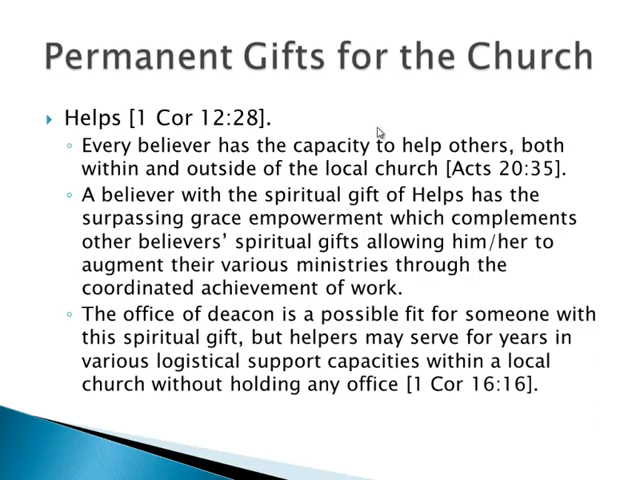 Permanent Gifts for the Church
Helps [1 Cor 12:28].
Every believer has the capacity to help others, both
within and outside of the local church [Acts 20:35].
A believer with the spiritual gift of Helps has the
surpassing grace empowerment which complements
other believers’ spiritual gifts allowing him/her to
augment their various ministries through the
coordinated achievement of work.
The office of deacon is a possible fit for someone with
this spiritual gift, but helpers may serve for years in
various logistical support capacities within a local
church without holding any office [1 Cor 16:16].